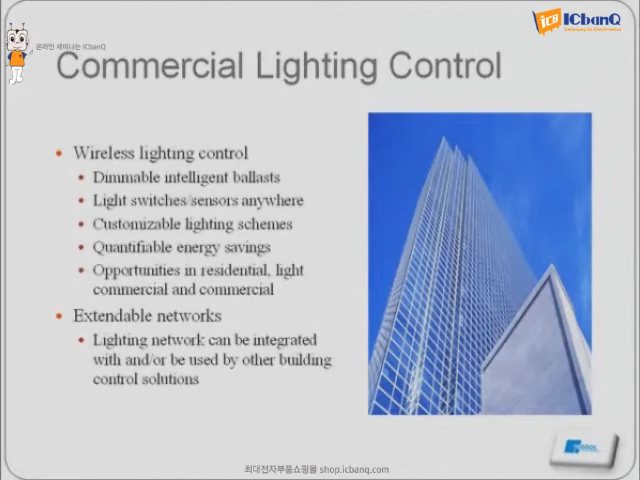 온라인 세미나는 ICbanQ
ICB
ICbanQ
Gateway to Electronics
Commercial Lighting Control
• Wireless lighting control
• Dimmable intelligent ballasts
• Light switches/sensors anywhere
• Customizable lighting schemes
• Quantifiable energy savings
• Opportunities in residential, light
commercial and commercial
• Extendable networks
• Lighting network can be integrated
with and/or be used by other building
control solutions
최대전자부품쇼핑몰 shop.icbanq.com